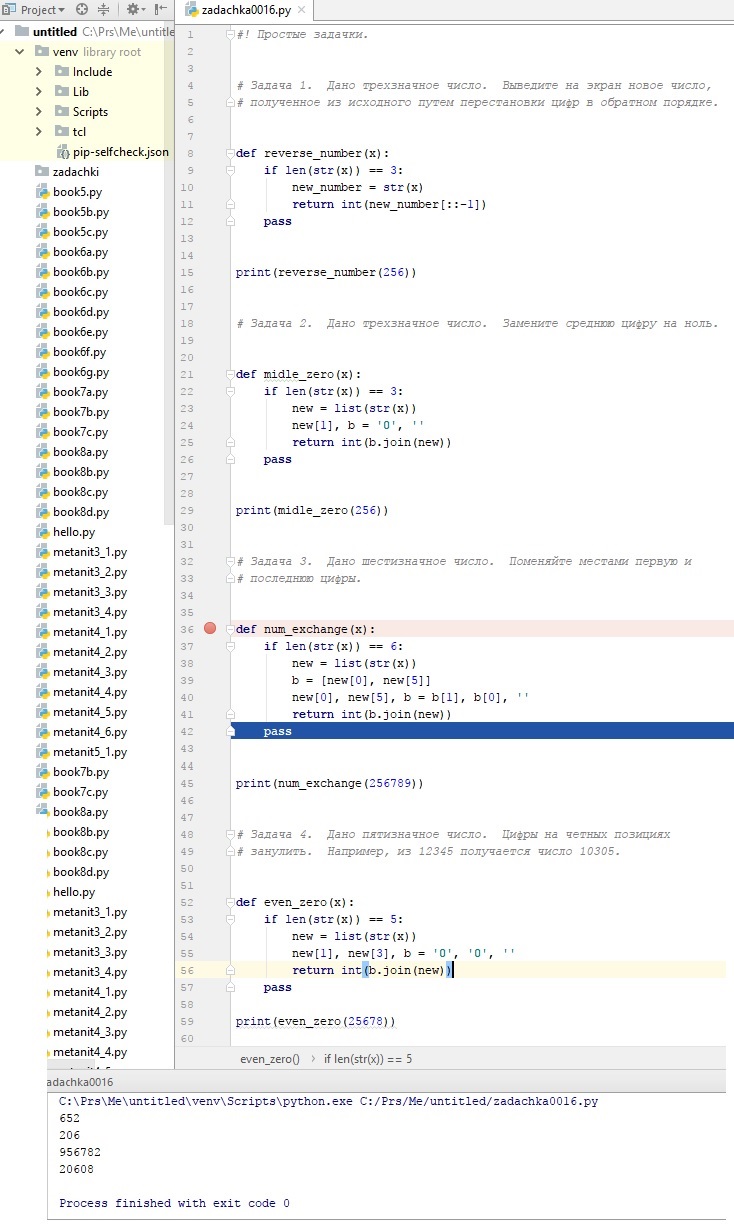 Project
zadachka0016.py
untitled C:\Prs\Me\untitle
venv library root
Include
Lib
Scripts
tcl
pip-selfcheck.json
zadachki
book5.py
book5b.py
book5c.py
book6a.py
book6b.py
book6c.py
book6d.py
book6e.py
book6f.py
book6g.py
book7a.py
book7b.py
book7c.py
book8a.py
book8b.py
book8c.py
book8d.py
hello.py
metanit3_1.py
metanit3_2.py
metanit3_3.py
metanit3_4.py
metanit4_1.py
metanit4_2.py
metanit4_3.py
metanit4_4.py
metanit4_5.py
metanit4_6.py
metanit5_1.py
book7b.py
book7c.py
book8a.py
book8b.py
book8c.py
book8d.py
hello.py
metanit3_1.py
metanit3_2.py
metanit3_3.py
metanit3_4.py
metanit4_1.py
metanit4_2.py
metanit4_3.py
metanit4_4.py
1 #! Простые задачки.
2
3
4 # Задача 1. Дано трехзначное число. Выведите на экран новое число,
5 # полученное из исходного путем перестановки цифр в обратном порядке.
6
7
8 def reverse_number(x):
9 if len(str(x)) == 3:
10 new_number = str(x)
11 return int(new_number[::-1])
12 pass
13
14
15 print(reverse_number(256))
16
17
18 # Задача 2. Дано трехзначное число. Замените среднюю цифру на ноль.
19
20
21 def midle_zero(x):
22 if len(str(x)) == 3:
23 new = list(str(x))
24 new[1], b = '0', ''
25 return int(b.join(new))
26 pass
27
28
29 print(midle_zero(256))
30
31
32 # Задача 3. Дано шестизначное число. Поменяйте местами первую и
33 # последнюю цифры.
34
35
36 def num_exchange(x):
37 if len(str(x)) == 6:
38 new = list(str(x))
39 b = [new[0], new[5]]
40 new[0], new[5], b = b[1], b[0], ''
41 return int(b.join(new))
42 pass
43
44
45 print(num_exchange(256789))
46
47
48 # Задача 4. Дано пятизначное число. Цифры на четных позициях
49 # занулить. Например, из 12345 получается число 10305.
50
51
52 def even_zero(x):
53 if len(str(x)) == 5:
54 new = list(str(x))
55 new[1], new[3], b = '0', '0', ''
56 return int(b.join(new))
57 pass
58
59 print(even_zero(25678))
60
even_zero() if len(str(x)) == 5
adachka0016
C:\Prs\Me\untitled\venv\Scripts\python.exe C:/Prs/Me/untitled/zadachka0016.py
652
206
956782
20608
Process finished with exit code 0